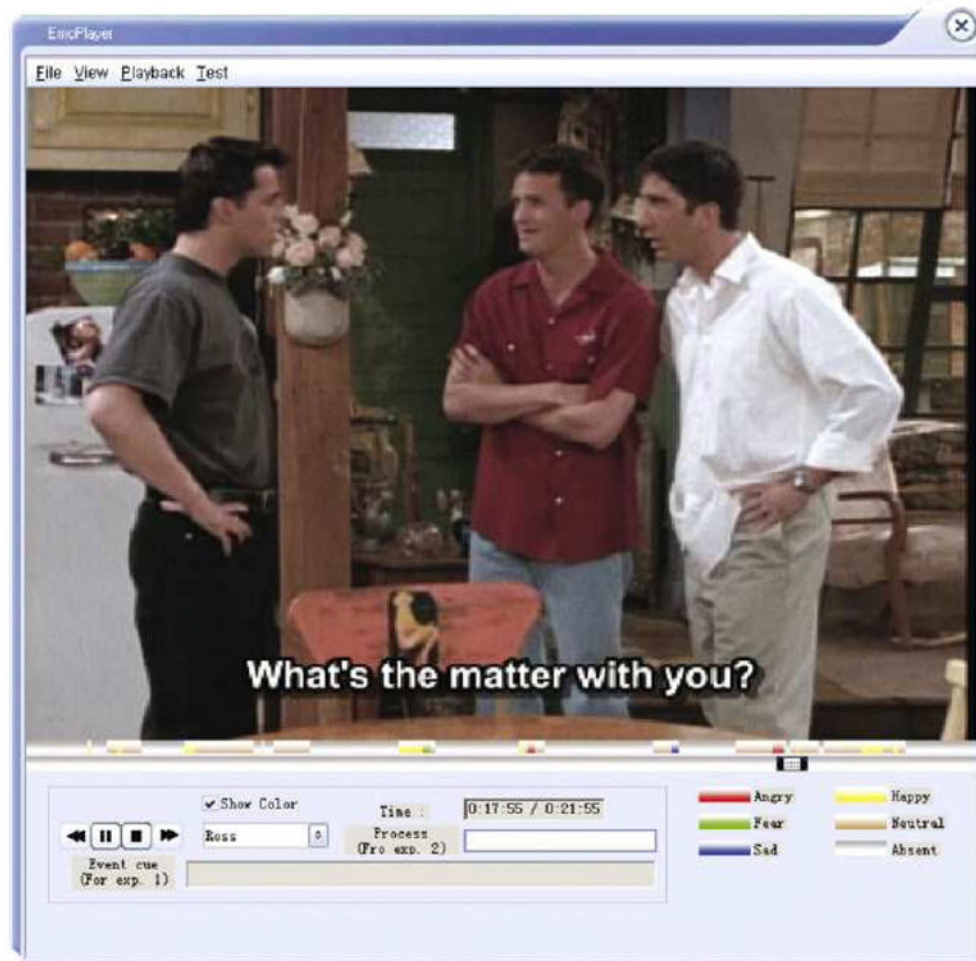 EmoPlayer
File View Playback Test
What's the matter with you?
Show Color
Time :
0:17:55 / 0:21:55
Ross
Process
(Fro exp. 2)
Event cue
(For exp. 1)
Angry
Happy
Fear
Neutral
Sad
Absent